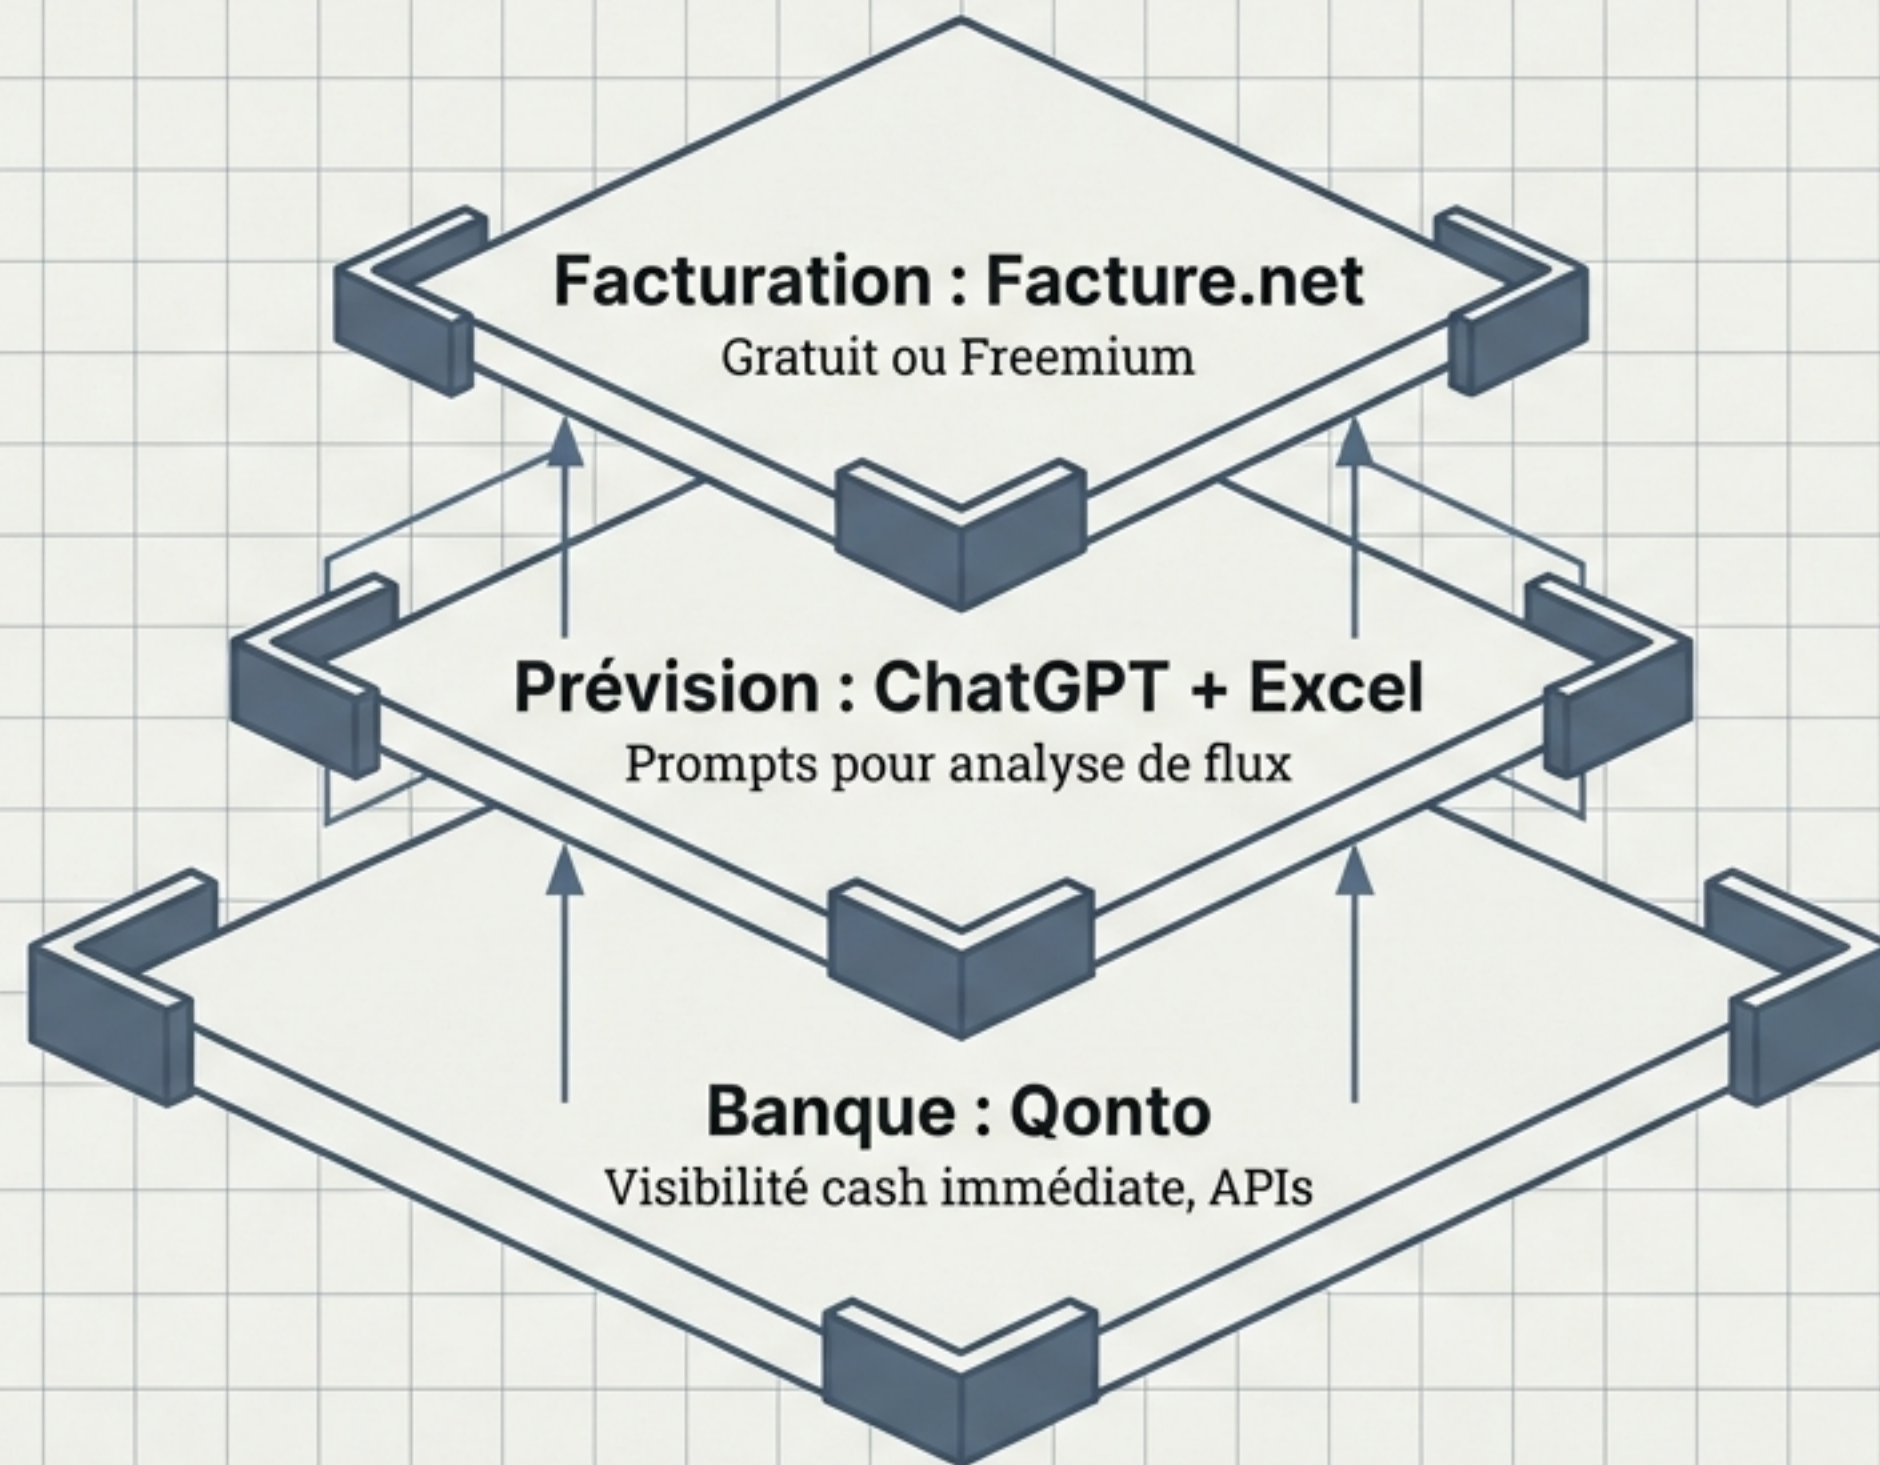 Facturation : Facture.net
Gratuit ou Freemium
Prévision : ChatGPT + Excel
Prompts pour analyse de flux
Banque : Qonto
Visibilité cash immédiate, APIs